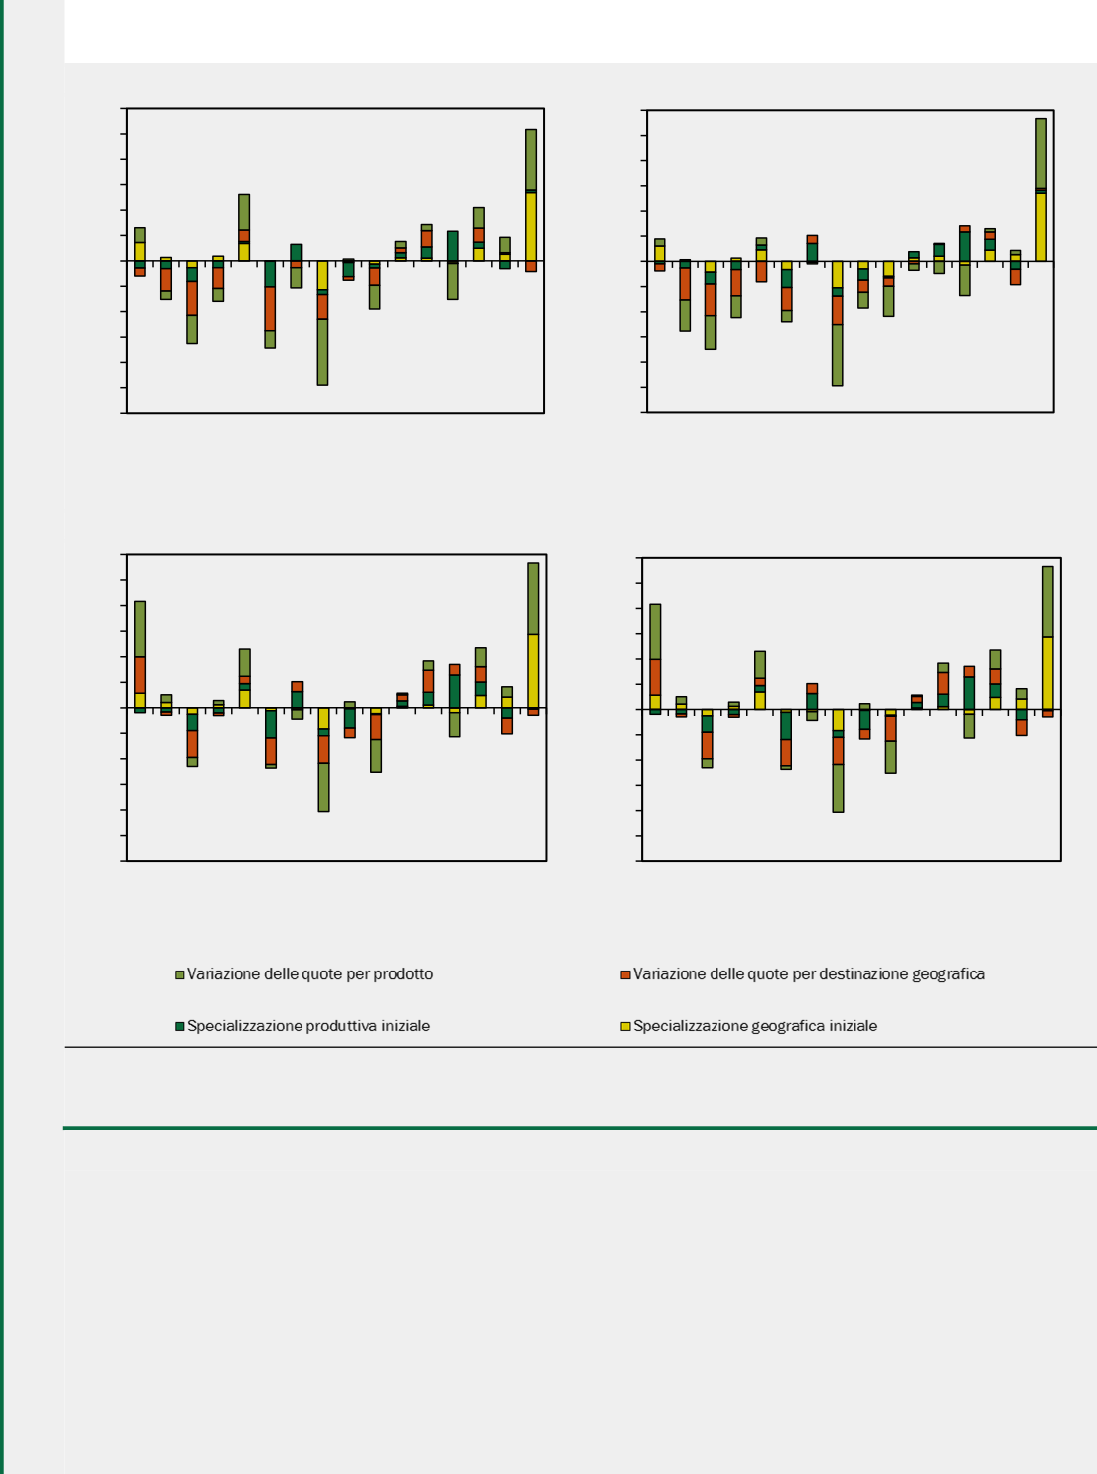 Variazione delle quote per prodotto
Variazione delle quote per destinazione geografica
Specializzazione produttiva iniziale
Specializzazione geografica iniziale